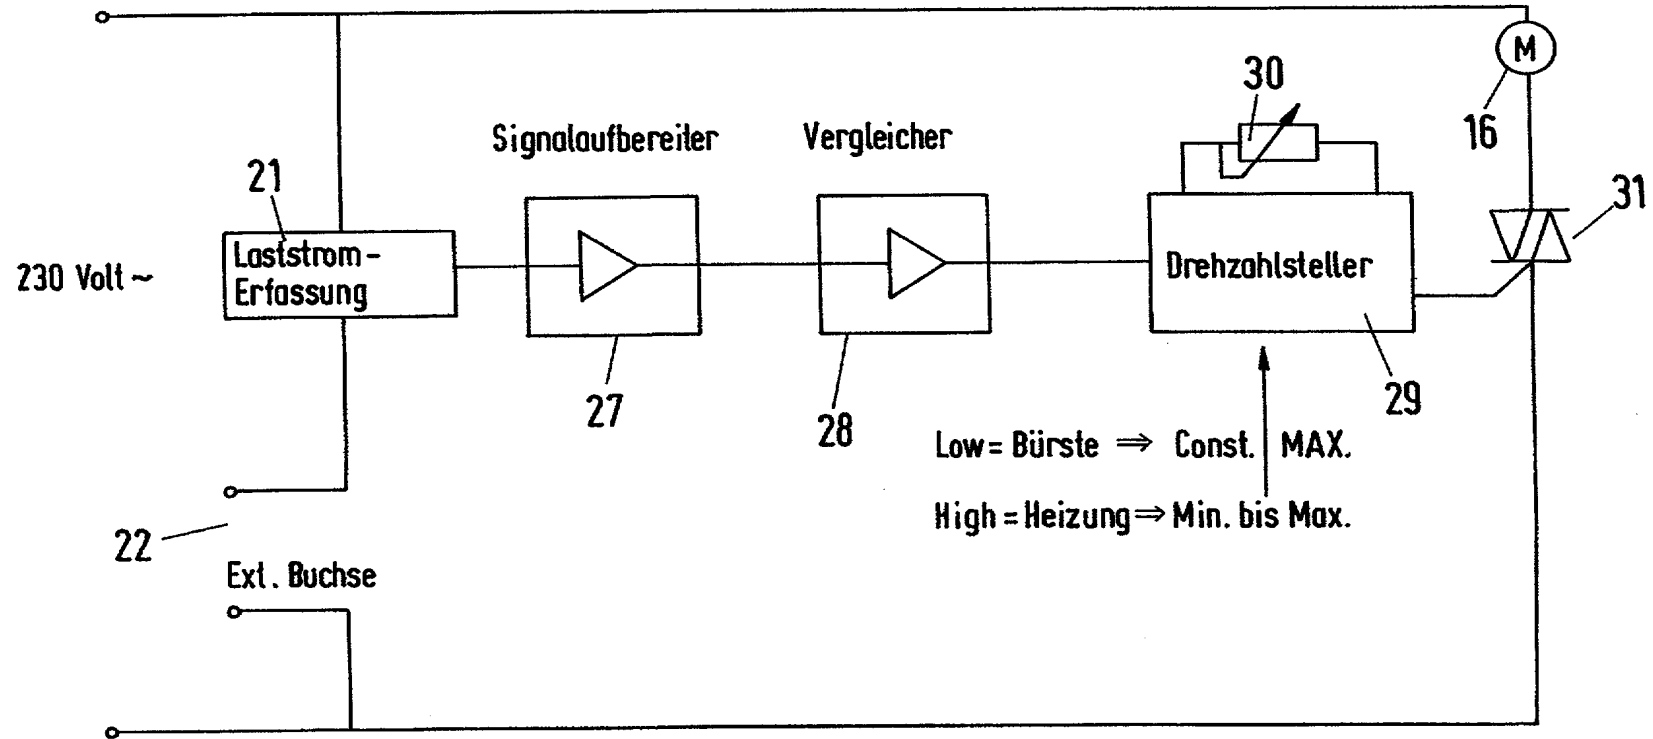 M
30
16
Signalaufbereiter
Vergleicher
21
31
Laststrom-
Erfassung
230 Volt ~
Drehzahlsteller
27
28
29
Low = Bürste ⇒ Const. MAX.
High = Heizung ⇒ Min. bis Max.
22
Ext. Buchse